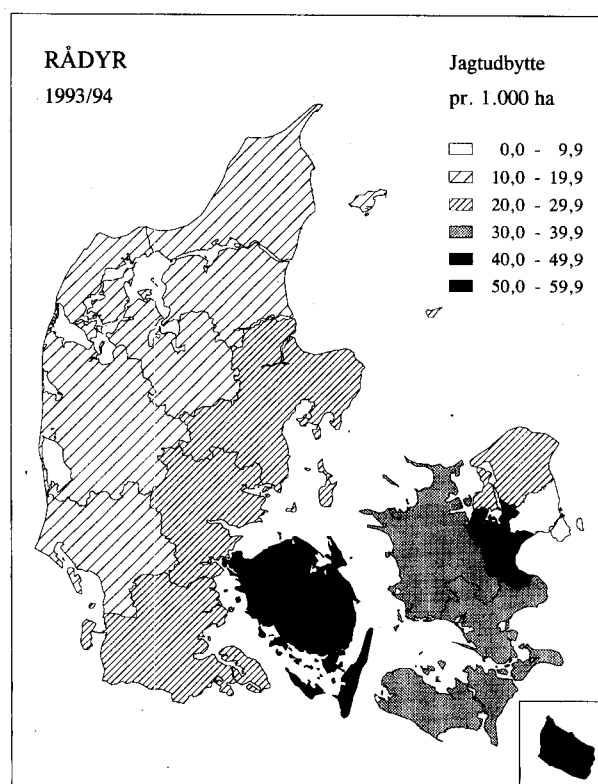 RÅDYR
1993/94
Jagtudbytte
pr. 1.000 ha
0,0 - 9,9
10,0 - 19,9
20,0 - 29,9
30,0 - 39,9
40,0 - 49,9
50,0 - 59,9